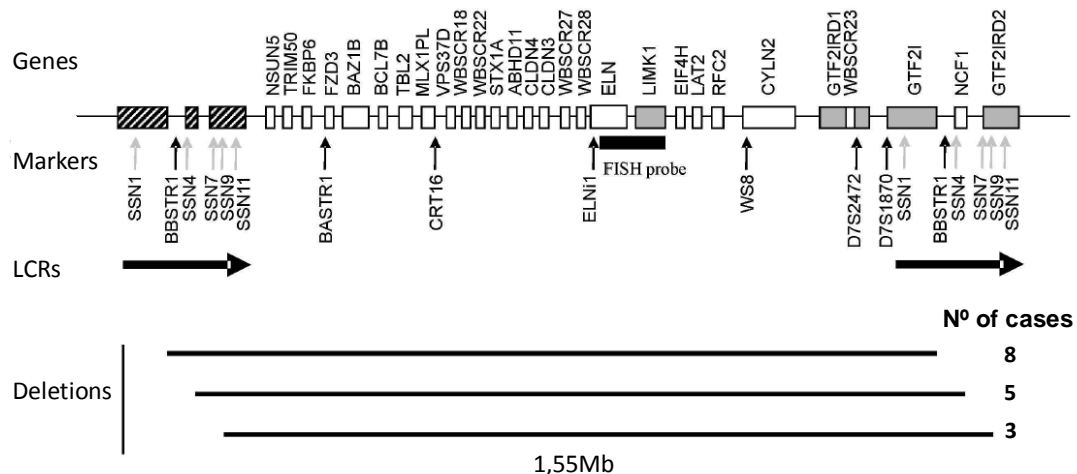 Genes
NSUN5
TRIM50
FKBP6
FZD3
BAZ1B
BCL7B
TBL2
MLX1PL
VPS37D
WBSCR18
WBSCR22
STX1A
ABHD11
CLDN4
CLDN3
WBSCR27
WBSCR28
ELN
LIMK1
EIF4H
LAT2
RFC2
CYLN2
GTF2IRD1
WBSCR23
GTF2I
NCF1
GTF2IRD2
Markers
SSN1
BBSTR1
SSN4
SSN7
SSN9
SSN11
BASTR1
CRT16
ELNi1
FISH probe
WS8
D7S2472
D7S1870
SSN1
BBSTR1
SSN4
SSN7
SSN9
SSN11
LCRs
Nº of cases
Deletions
8
5
3
1,55Mb